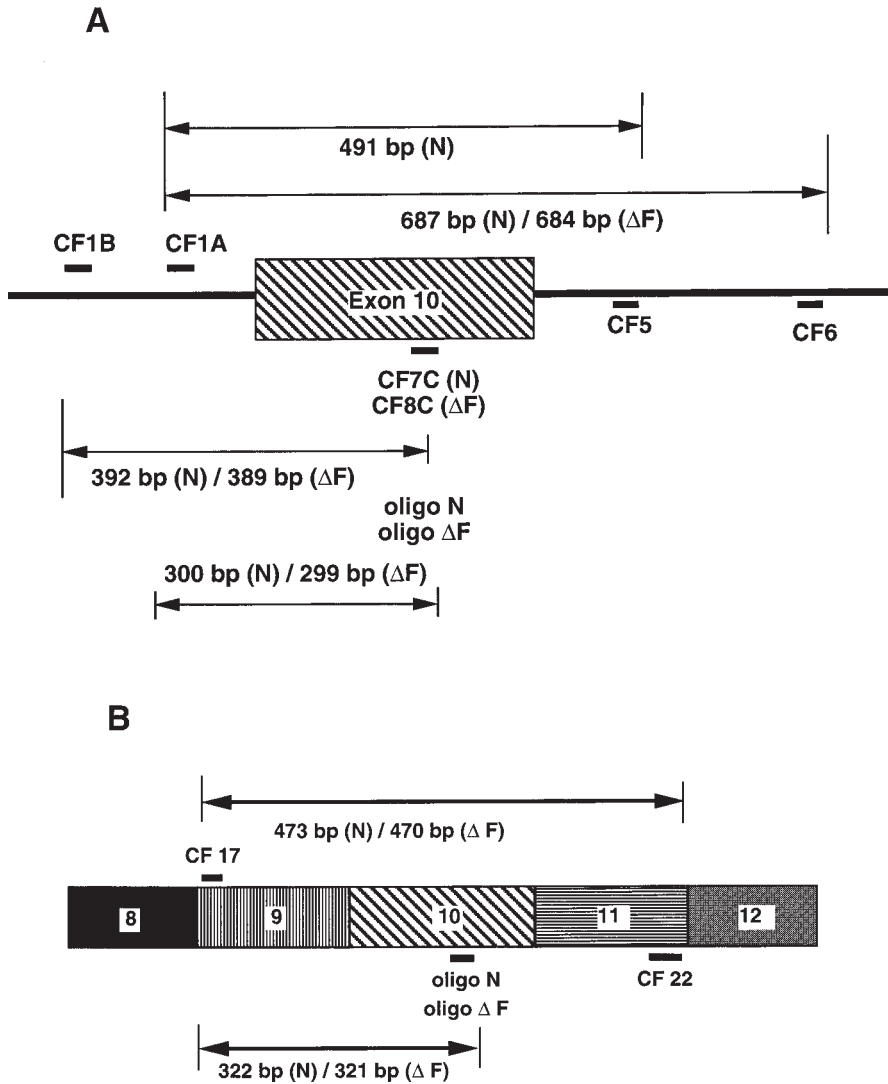 A
491 bp (N)
687 bp (N) / 684 bp (ΔF)
CF1B
CF1A
Exon 10
CF5
CF6
CF7C (N)
CF8C (ΔF)
392 bp (N) / 389 bp (ΔF)
oligo N
oligo ΔF
300 bp (N) / 299 bp (ΔF)
B
473 bp (N) / 470 bp (Δ F)
CF 17
8
9
10
11
12
oligo N
CF 22
oligo Δ F
322 bp (N) / 321 bp (Δ F)